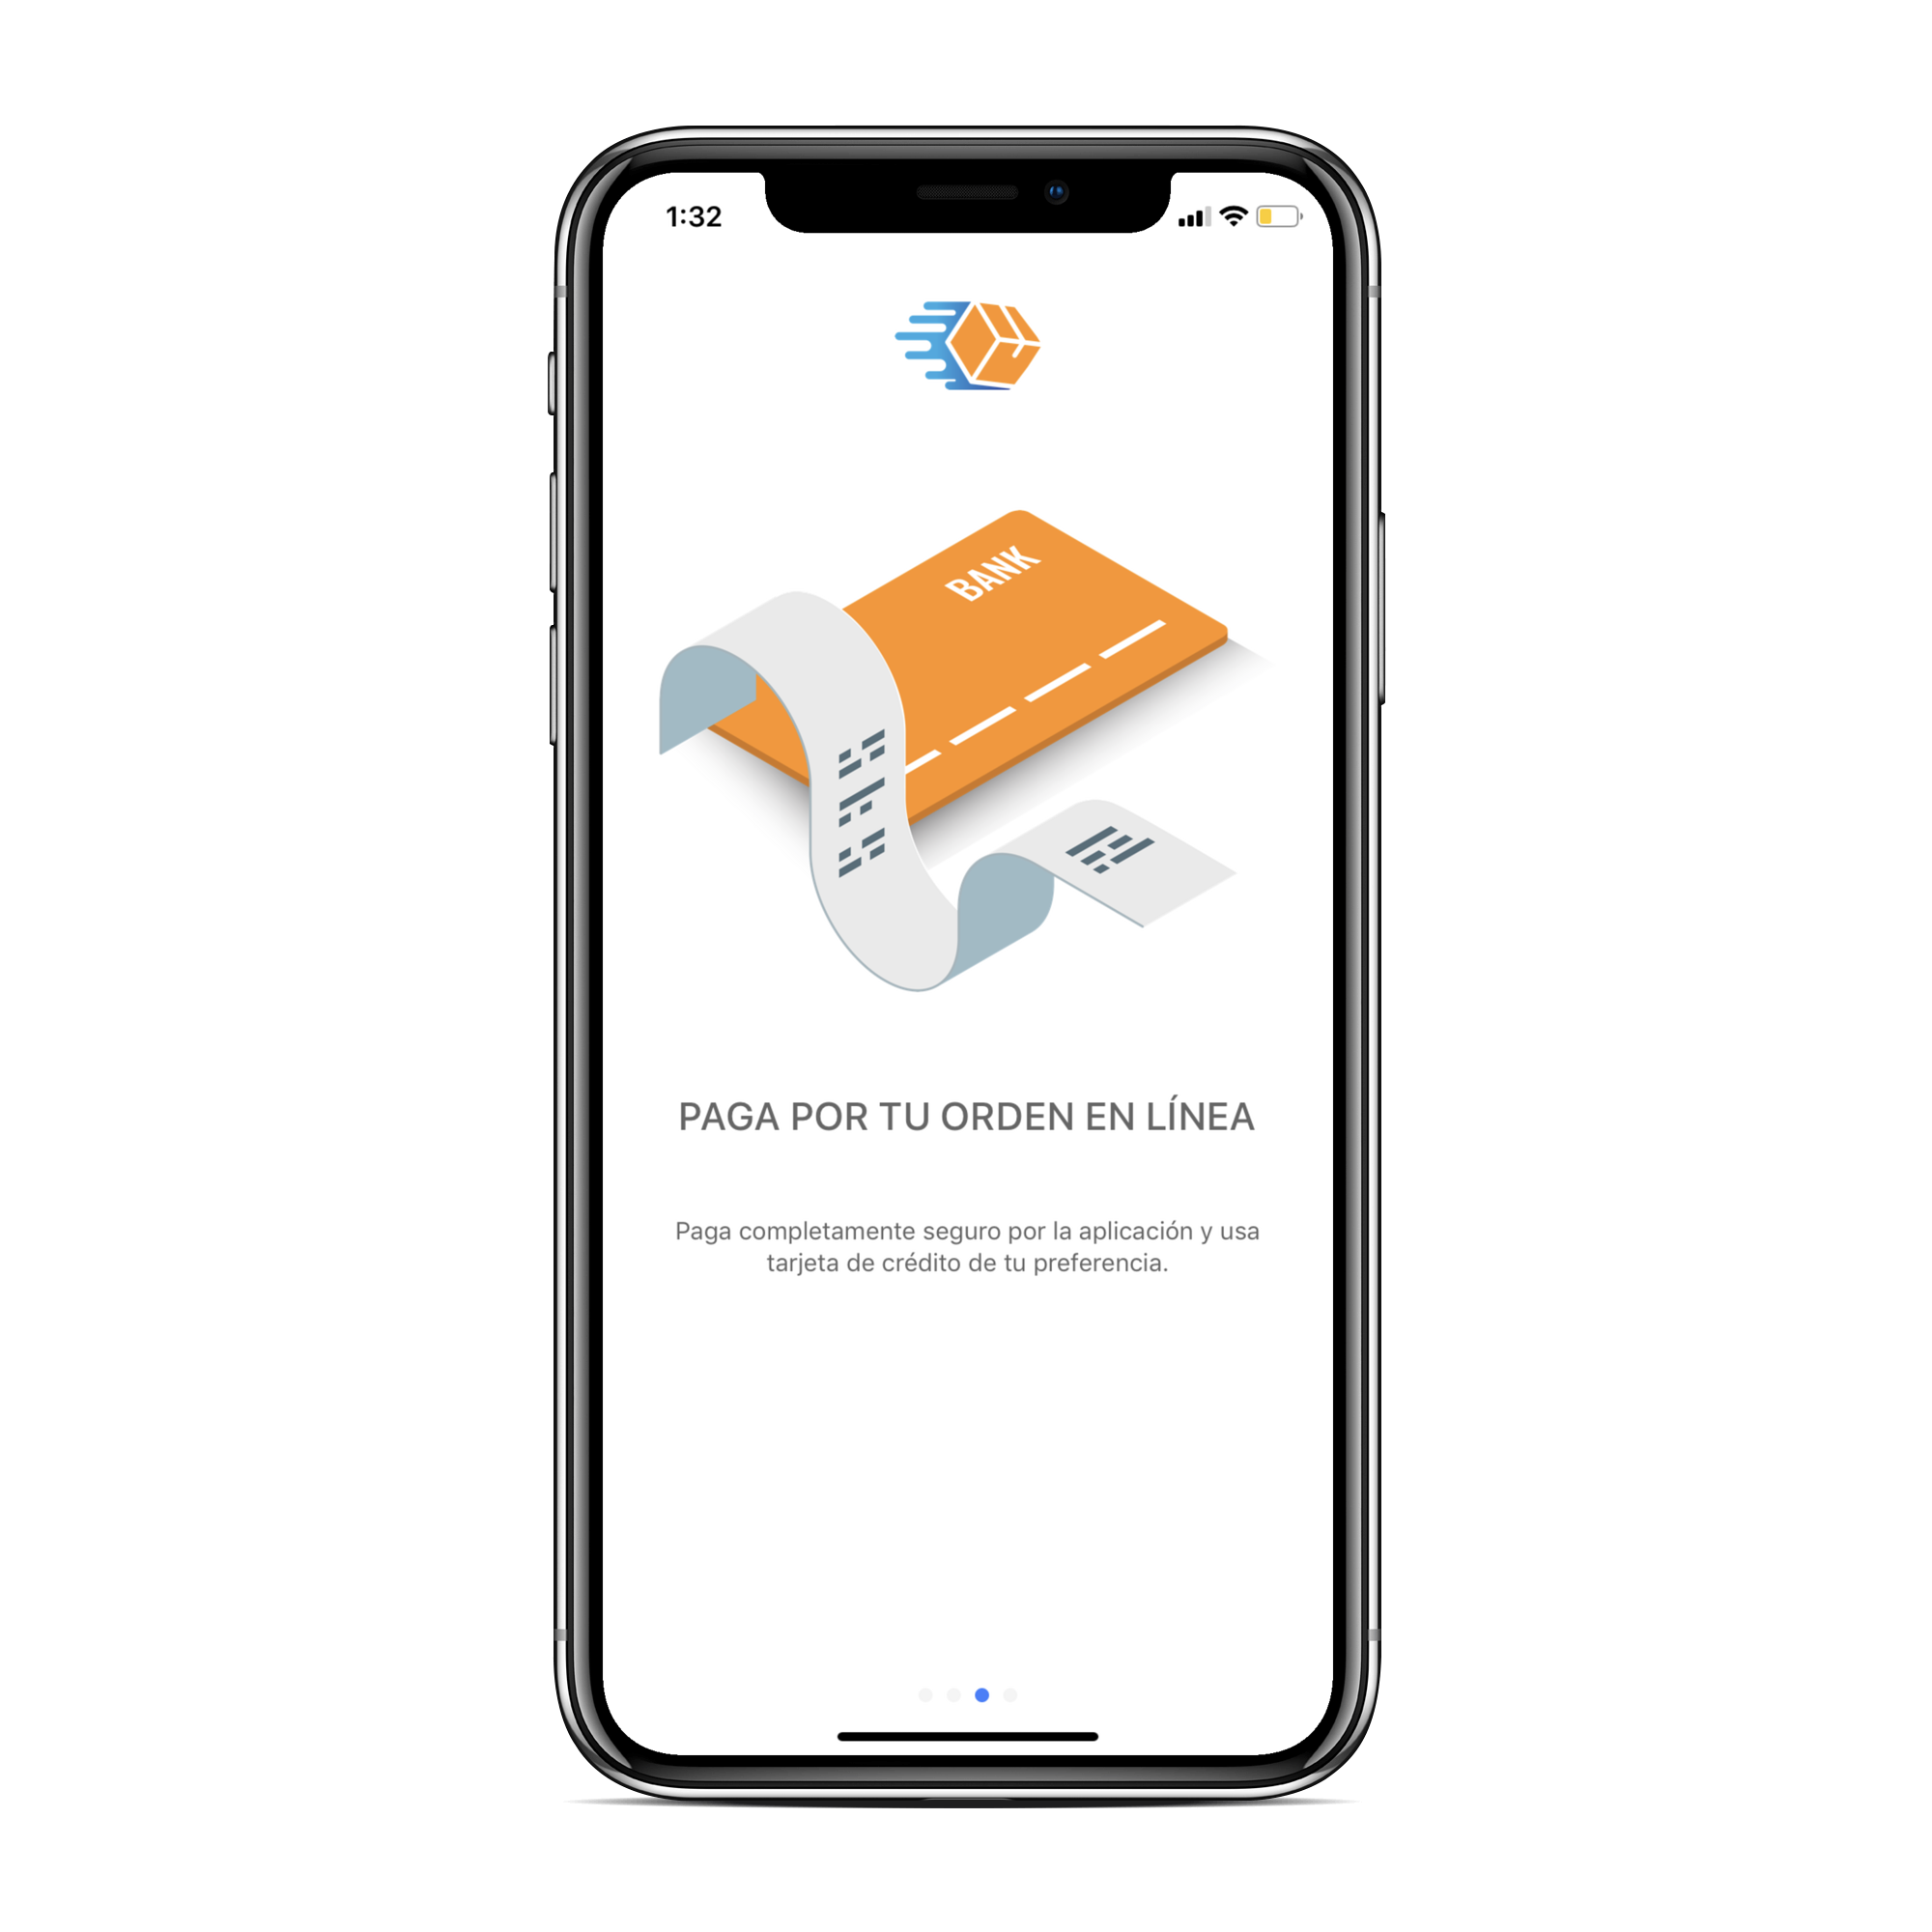 1:32
BANK
PAGA POR TU ORDEN EN LÍNEA
Paga completamente seguro por la aplicación y usa
tarjeta de crédito de tu preferencia.